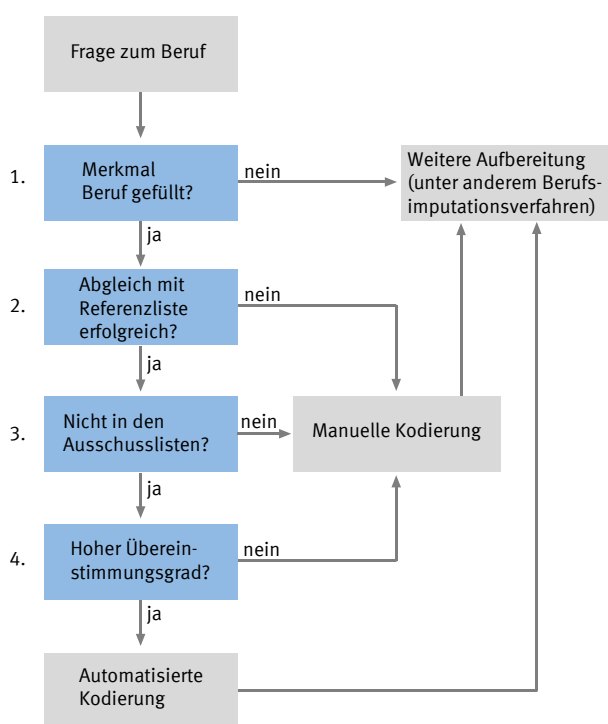 Frage zum Beruf
1.
Merkmal
Beruf gefüllt?
nein
Weitere Aufbereitung
(unter anderem Berufs-
imputationsverfahren)
ja
2.
Abgleich mit
Referenzliste
erfolgreich?
nein
ja
3.
Nicht in den
Ausschusslisten?
nein
Manuelle Kodierung
ja
4.
Hoher Überein-
stimmungsgrad?
nein
ja
Automatisierte
Kodierung